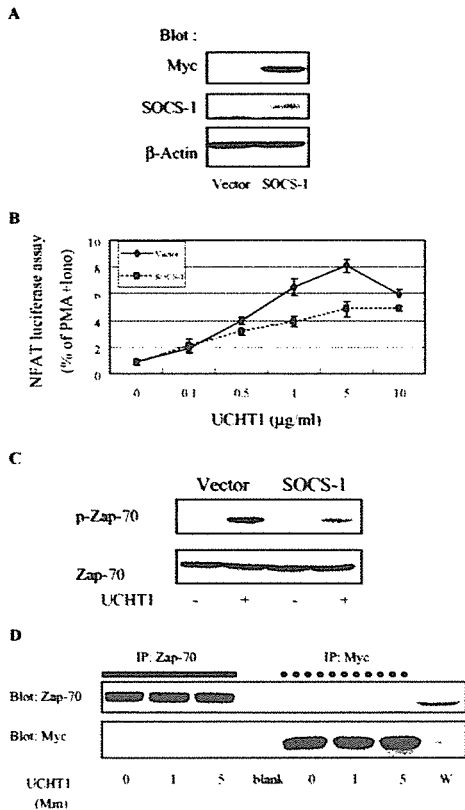 A
Blot :
Myc
SOCS-1
β-Actin
Vector SOCS-1
B
NFAT luciferase assay
(% of PMA+Iono)
10
8
6
4
2
0
Vector
SOCS-1
0 0.1 0.5 1 5 10
UCHT1 (μg/ml)
C
Vector SOCS-1
p-Zap-70
Zap-70
UCHT1 - + - +
D
IP: Zap-70 IP: Myc
Blot: Zap-70
Blot: Myc
UCHT1 0 1 5 blank 0 1 5 W
(Mm)